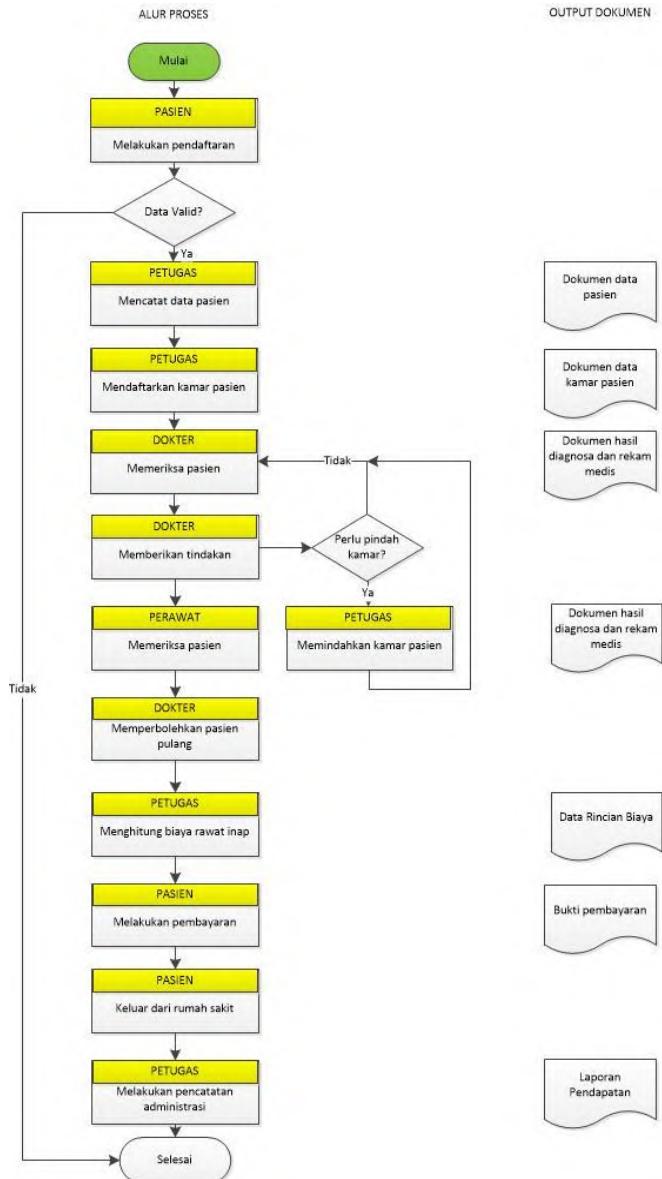 ALUR PROSES
OUTPUT DOKUMEN
Mulai
PASIEN
Melakukan pendaftaran
Data Valid?
Ya
PETUGAS
Mencatat data pasien
Dokumen data
pasien
PETUGAS
Mendaftarkan kamar pasien
Dokumen data
kamar pasien
DOKTER
Memeriksa pasien
Tidak
Dokumen hasil
diagnosa dan rekam
medis
DOKTER
Memberikan tindakan
Perlu pindah
kamar?
Ya
PERAWAT
Memeriksa pasien
PETUGAS
Memindahkan kamar pasien
Dokumen hasil
diagnosa dan rekam
medis
Tidak
DOKTER
Memperbolehkan pasien
pulang
PETUGAS
Menghitung biaya rawat inap
Data Rincian Biaya
PASIEN
Melakukan pembayaran
Bukti pembayaran
PASIEN
Keluar dari rumah sakit
PETUGAS
Melakukan pencatatan
administrasi
Laporan
Pendapatan
Selesai